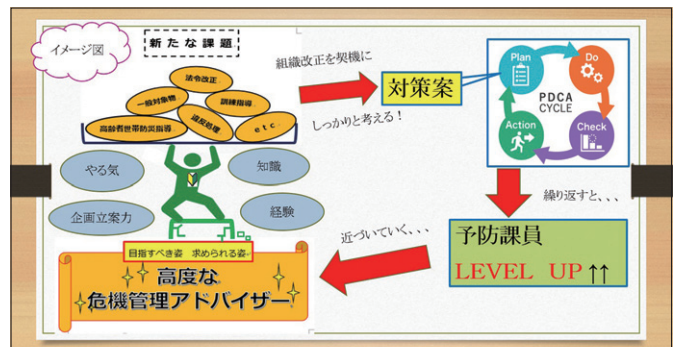 イメージ図
新たな課題
法令改正
一般対象物
訓練指導
高齢者世帯防災指導
違反処理
etc
やる気
知識
企画立案力
経験
目指すべき姿 求められる姿
高度な
危機管理アドバイザー
組織改正を契機に
しっかりと考える!
対策案
Plan
Do
PDCA
CYCLE
Action
Check
繰り返すと、、、
予防課員
LEVEL UP ↑↑
近づいていく、、、